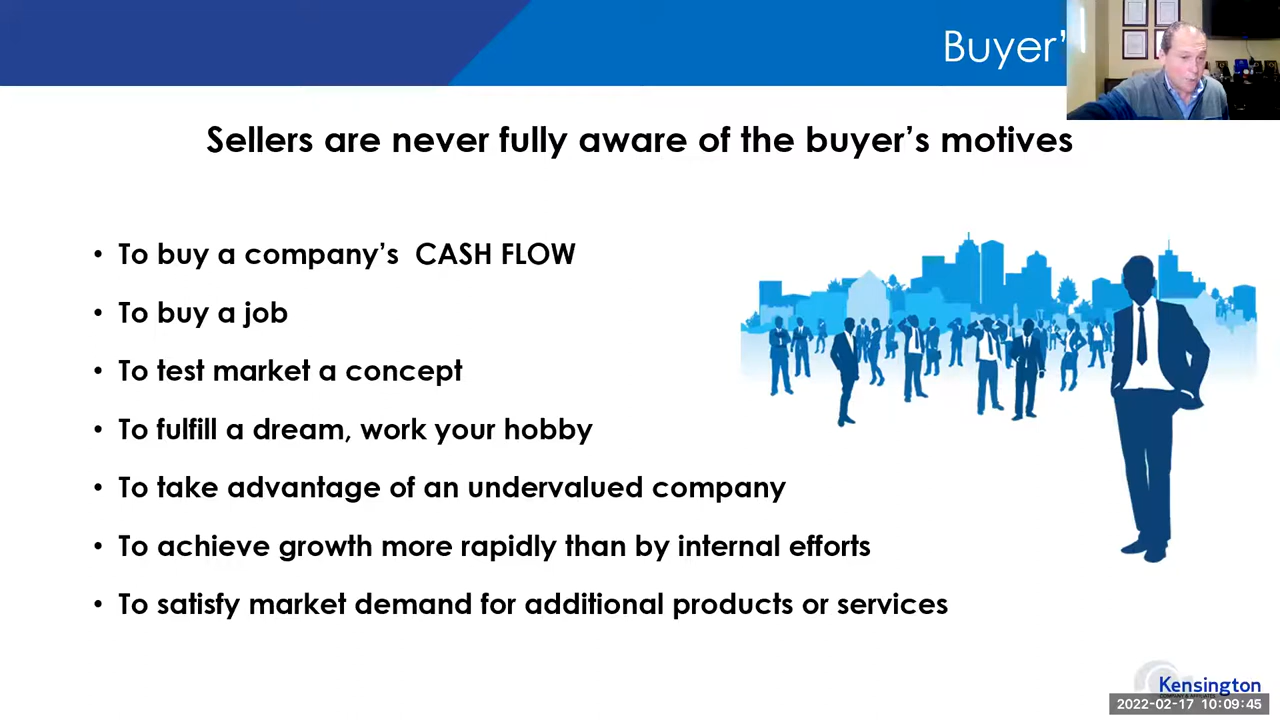 Buyer'
Sellers are never fully aware of the buyer's motives
• To buy a company's CASH FLOW
• To buy a job
• To test market a concept
• To fulfill a dream, work your hobby
• To take advantage of an undervalued company
• To achieve growth more rapidly than by internal efforts
• To satisfy market demand for additional products or services
Kensington
2022-02-17 10:09:45